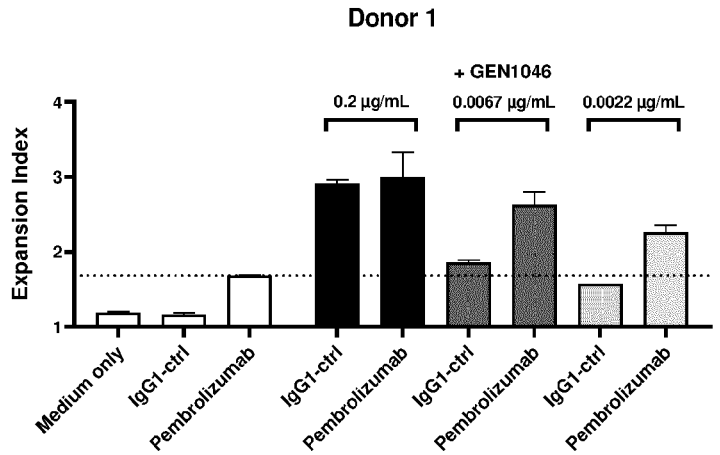 Donor 1
+ GEN1046
0.2 µg/mL 0.0067 µg/mL 0.0022 µg/mL
Expansion Index
4
3
2
1
Medium only
IgG1-ctrl
Pembrolizumab
IgG1-ctrl
Pembrolizumab
IgG1-ctrl
Pembrolizumab
IgG1-ctrl
Pembrolizumab